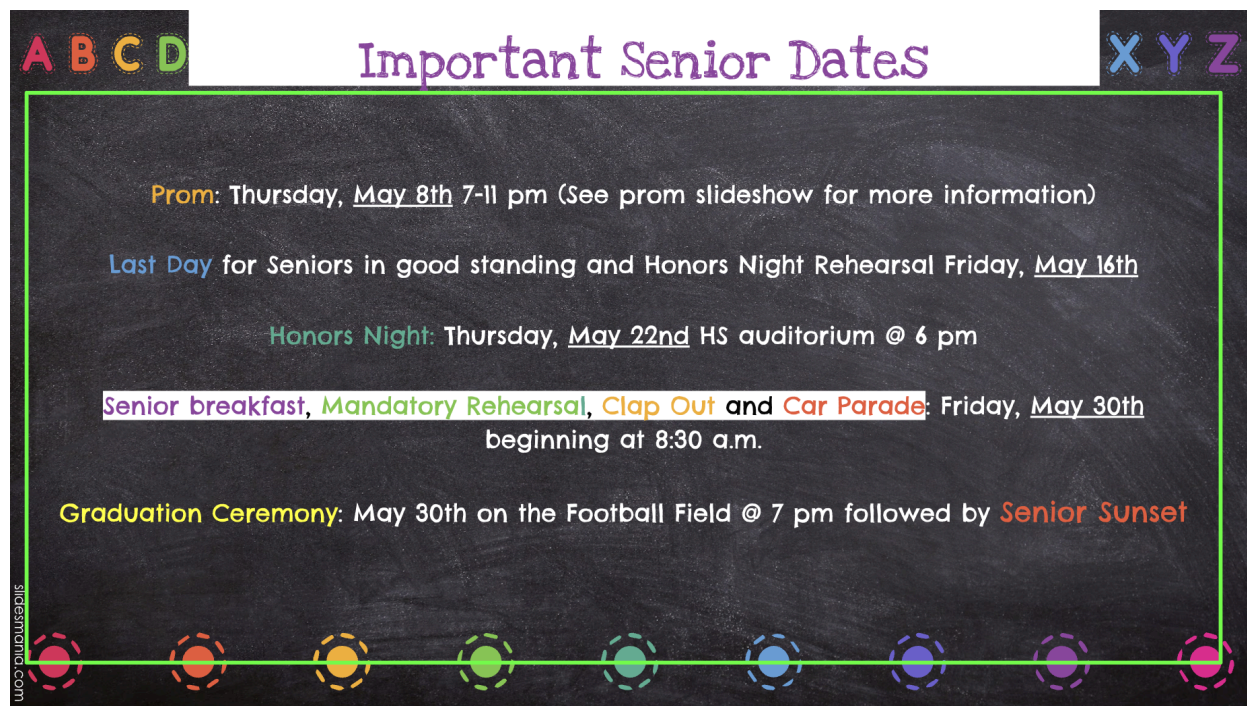 A B C D
Important Senior Dates
X Y Z
Prom: Thursday, May 8th 7-11 pm (See prom slideshow for more information)
Last Day for Seniors in good standing and Honors Night Rehearsal Friday, May 16th
Honors Night: Thursday, May 22nd HS auditorium @ 6 pm
Senior breakfast, Mandatory Rehearsal, Clap Out and Car Parade: Friday, May 30th
beginning at 8:30 a.m.
Graduation Ceremony: May 30th on the Football Field @ 7 pm followed by Senior Sunset
slidesmania.com